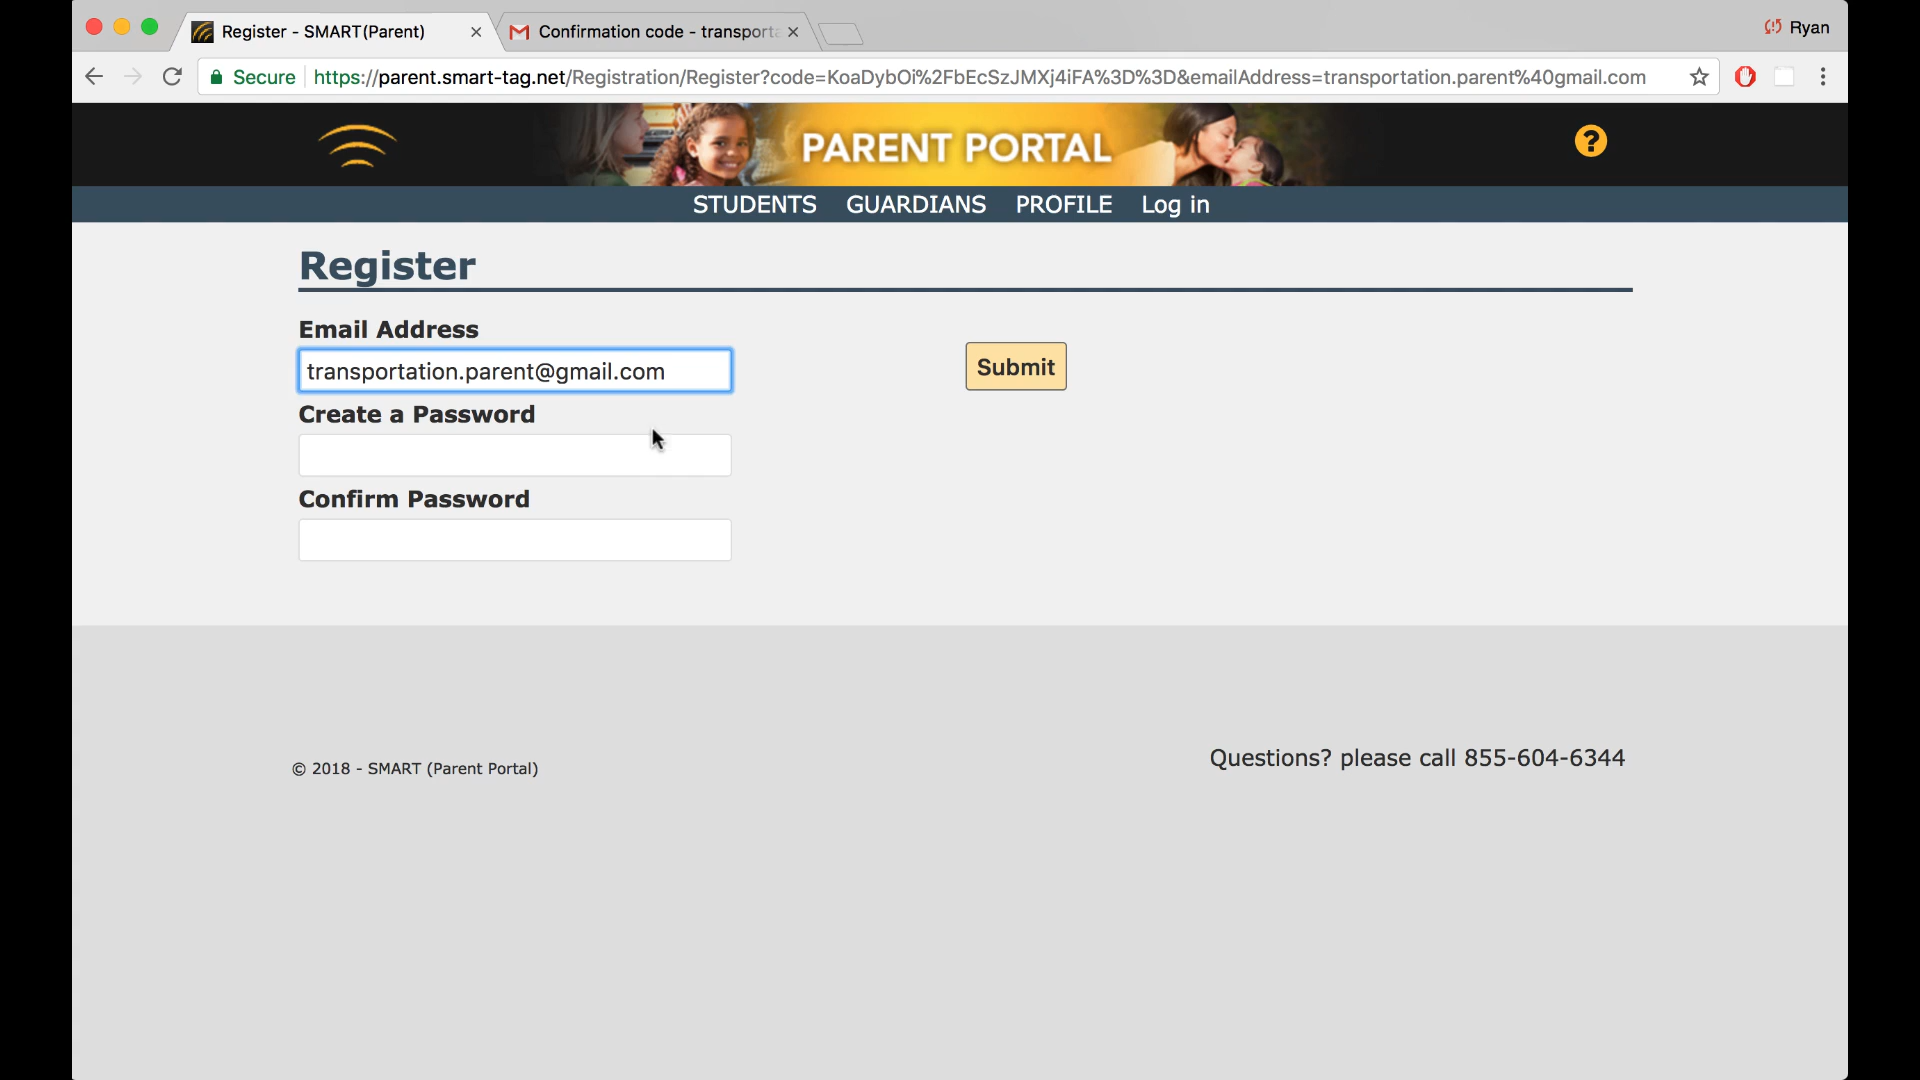 Register - SMART(Parent)
Confirmation code - transporta
Ryan
Secure
https://parent.smart-tag.net/Registration/Register?code=KoaDybOi%2FbEcSzJMXj4iFA%3D%3D&emailAddress=transportation.parent%40gmail.com
PARENT PORTAL
?
STUDENTS GUARDIANS PROFILE Log in
Register
Email Address
transportation.parent@gmail.com
Submit
Create a Password
Confirm Password
Questions? please call 855-604-6344
© 2018 - SMART (Parent Portal)